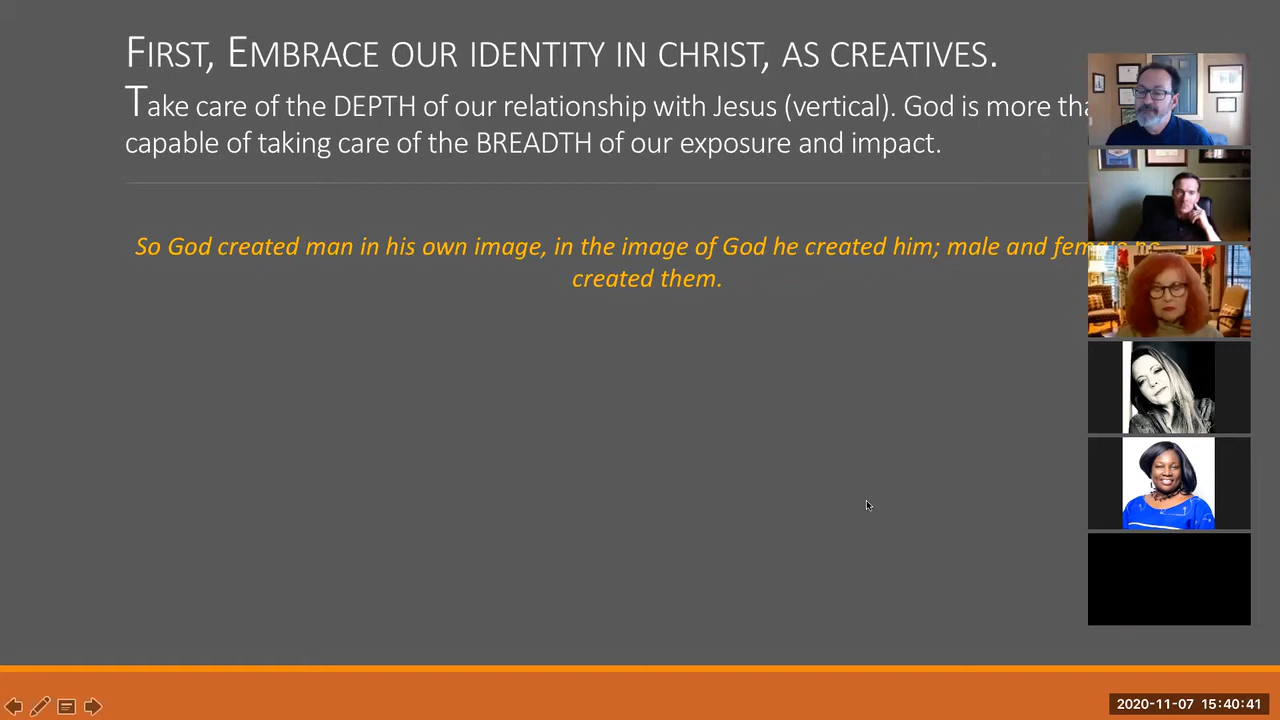 FIRST, EMBRACE OUR IDENTITY IN CHRIST, AS CREATIVES.
Take care of the DEPTH of our relationship with Jesus (vertical). God is more
capable of taking care of the BREADTH of our exposure and impact.
So God created man in his own image, in the image of God he created him; male and
created them.
2020-11-07 15:40:41